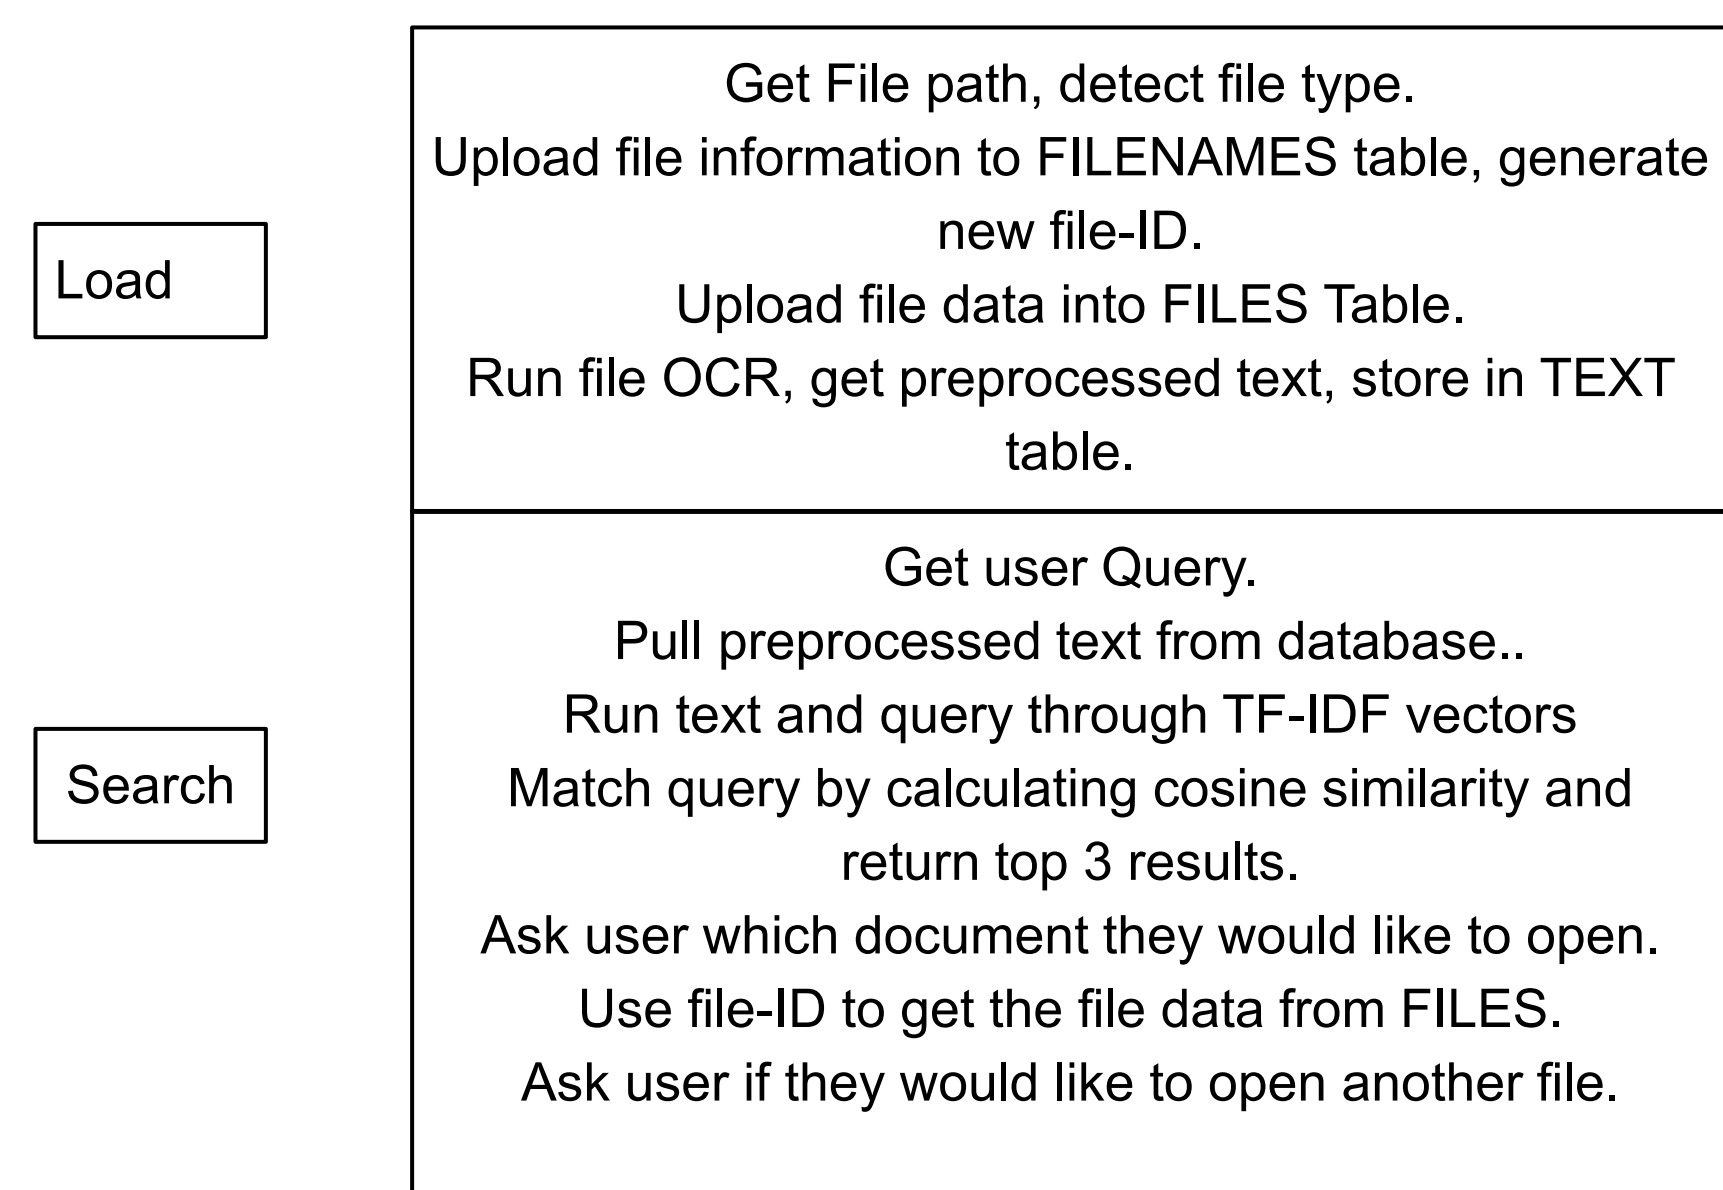 Load
Get File path, detect file type.
Upload file information to FILENAMES table, generate
new file-ID.
Upload file data into FILES Table.
Run file OCR, get preprocessed text, store in TEXT
table.
Search
Get user Query.
Pull preprocessed text from database..
Run text and query through TF-IDF vectors
Match query by calculating cosine similarity and
return top 3 results.
Ask user which document they would like to open.
Use file-ID to get the file data from FILES.
Ask user if they would like to open another file.